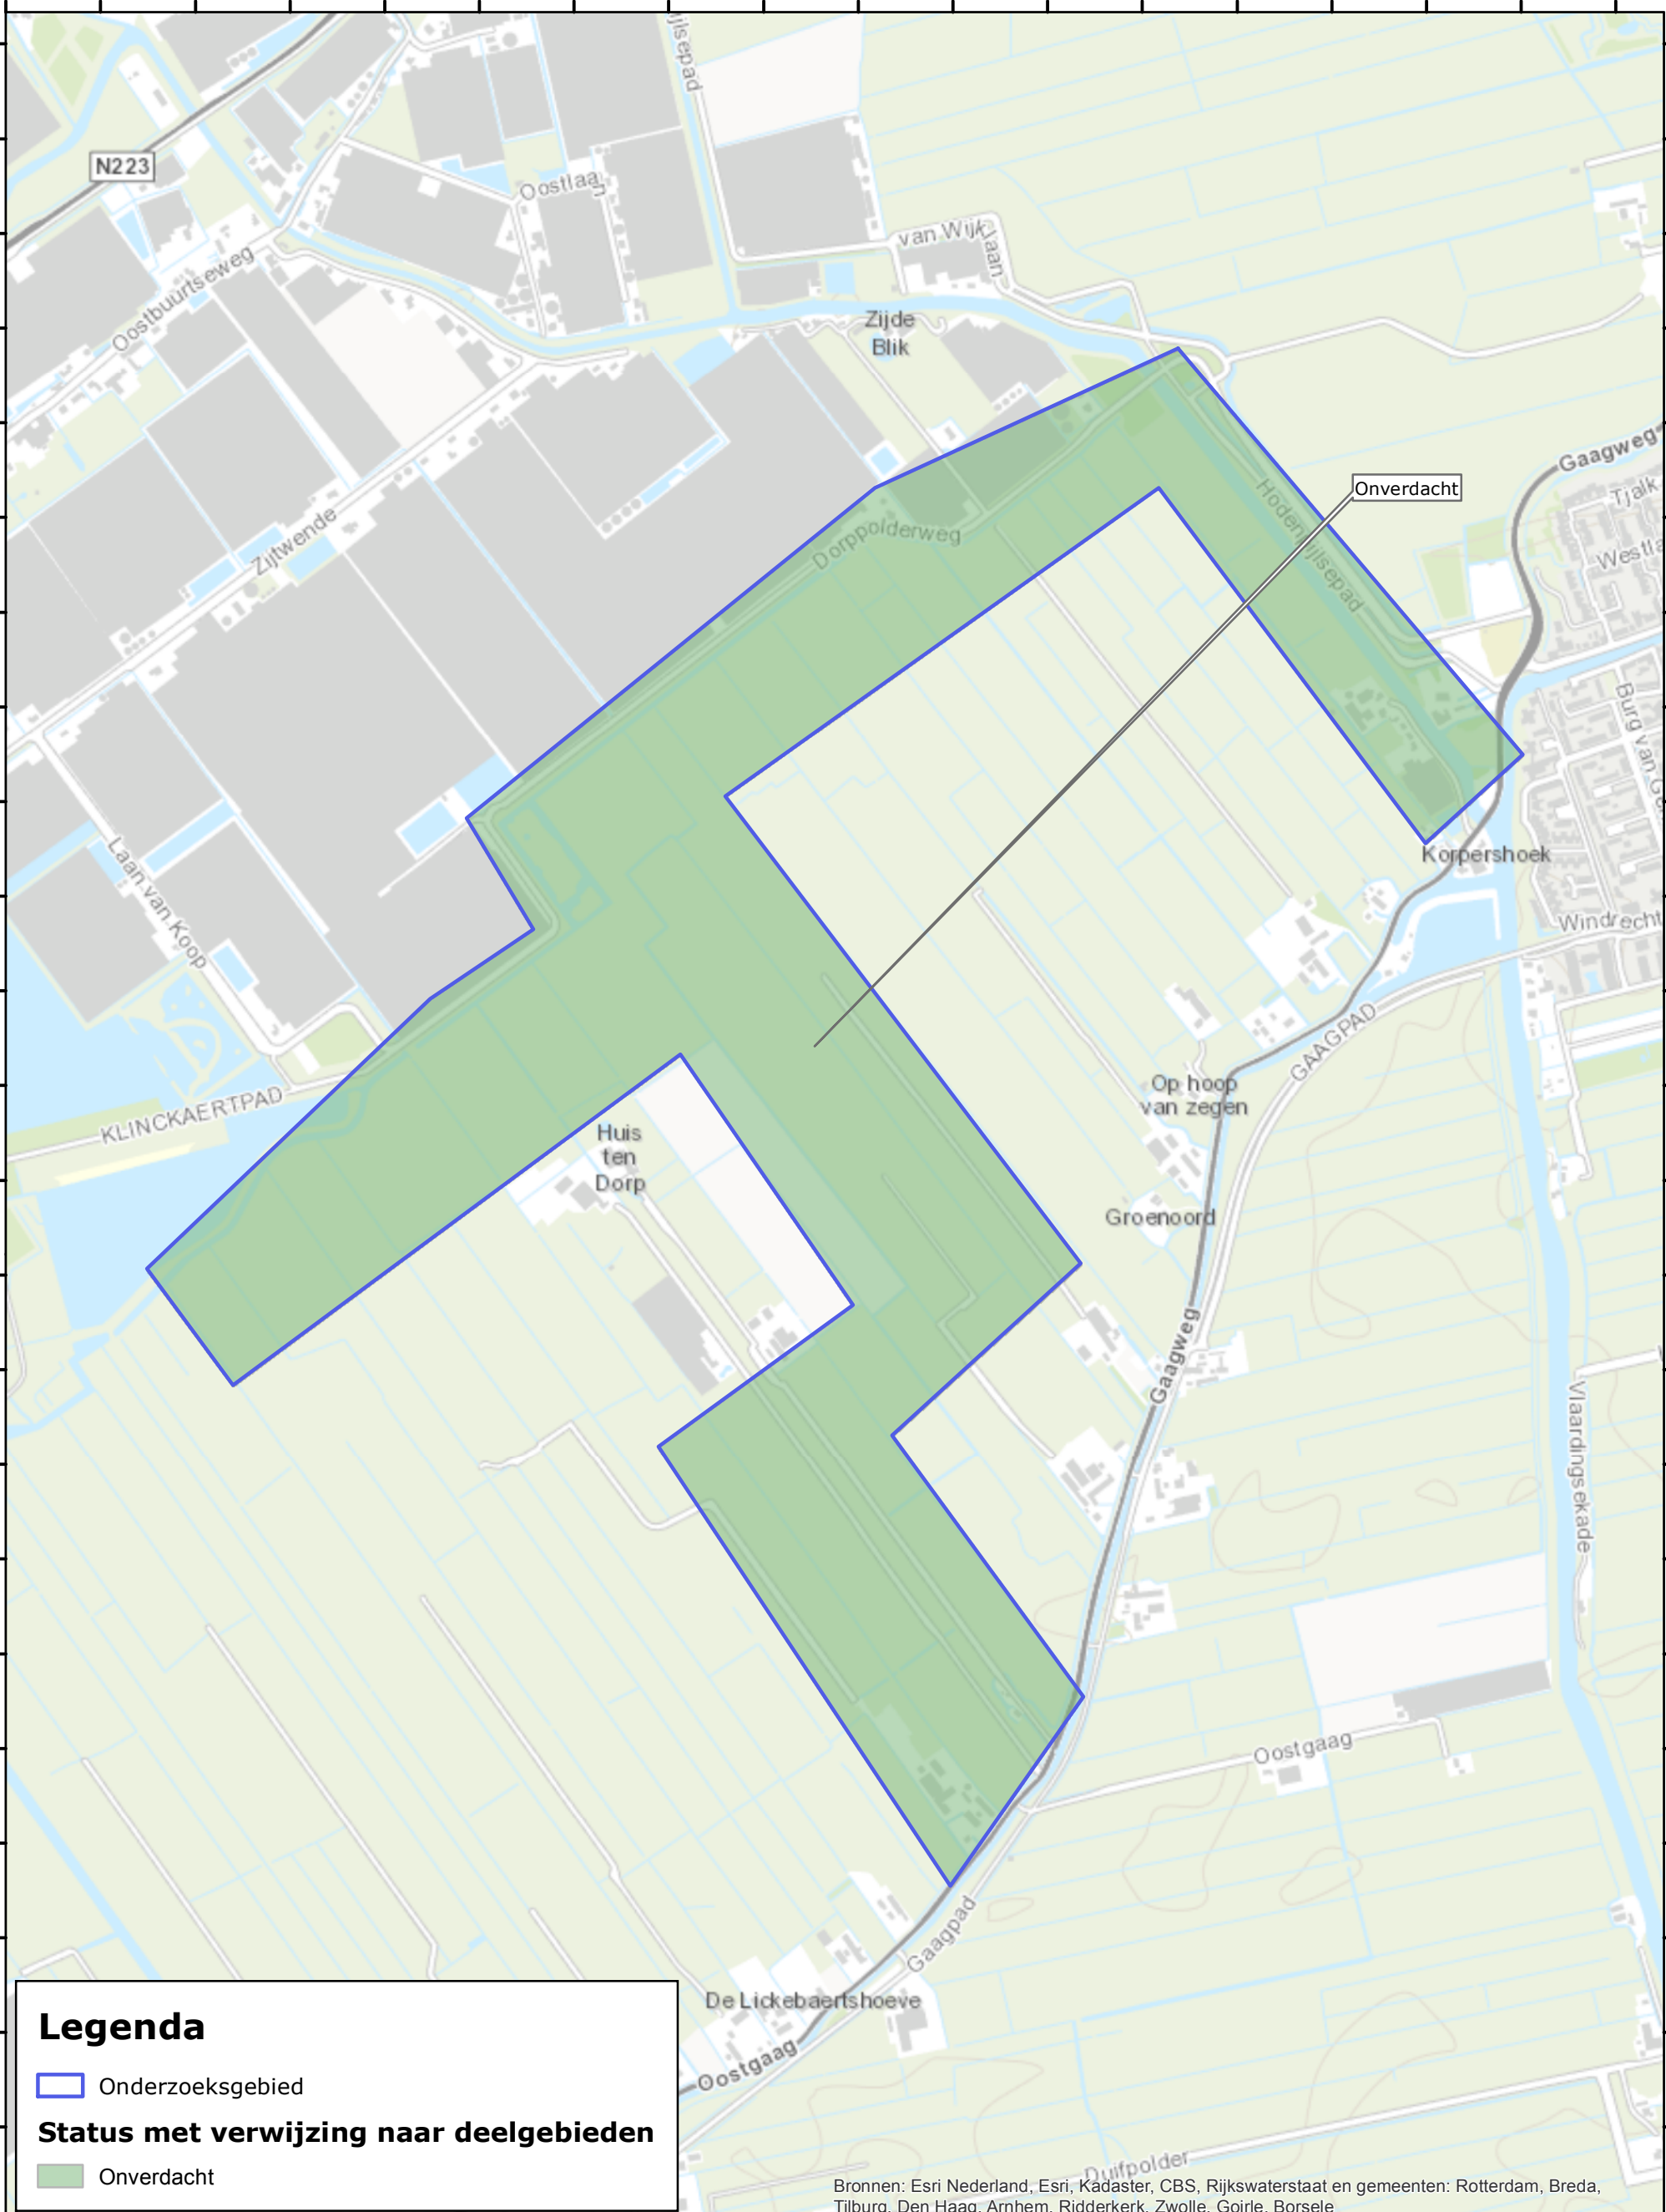 ijlsepad
N223
Oostlaan
van Wijklaan
Oostbuurtseweg
Zijde
Blik
Gaagweg
Tjalk
Onverdacht
Hodenpijlsepad
Dorppolderweg
Westla
Zijtwende
Burg van
Korpershoek
Laan van Koop
Windrecht
GAAGPAD
Op hoop
van zegen
KLINCKAERTPAD
Huis
ten
Dorp
Groenoord
Gaagweg
Vlaardingsekade
Oostgaag
Gaagpad
De Lickebaertshoeve
Oostgaag
Duifpolder
Legenda
Onderzoeksgebied
Status met verwijzing naar deelgebieden
Onverdacht
Bronnen: Esri Nederland, Esri, Kadaster, CBS, Rijkswaterstaat en gemeenten: Rotterdam, Breda,
Tilburg, Den Haag, Arnhem, Ridderkerk, Zwolle, Goirle, Borsele